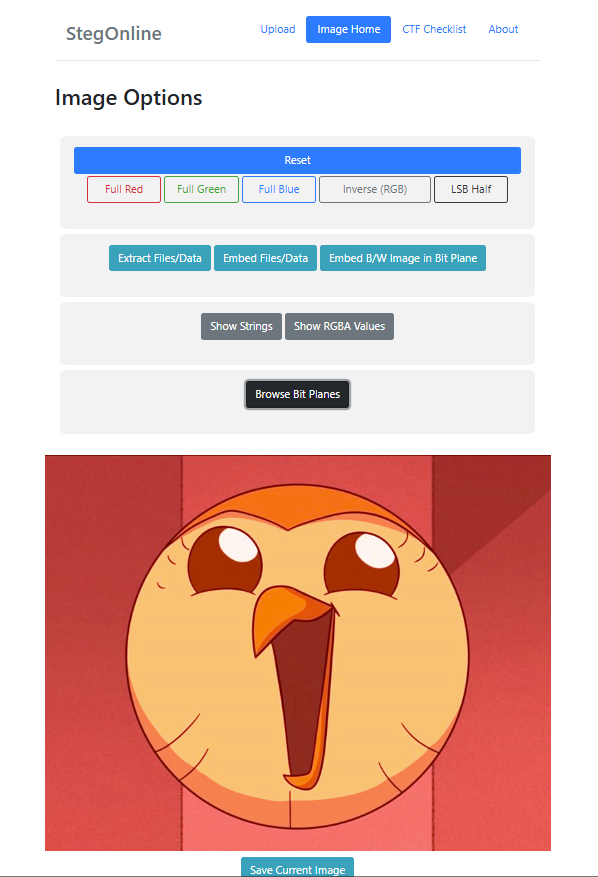 StegOnline Upload Image Home CTF Checklist About
Image Options
Reset
Full Red Full Green Full Blue Inverse (RGB) LSB Half
Extract Files/Data Embed Files/Data Embed B/W Image in Bit Plane
Show Strings Show RGBA Values
Browse Bit Planes
Save Current Image